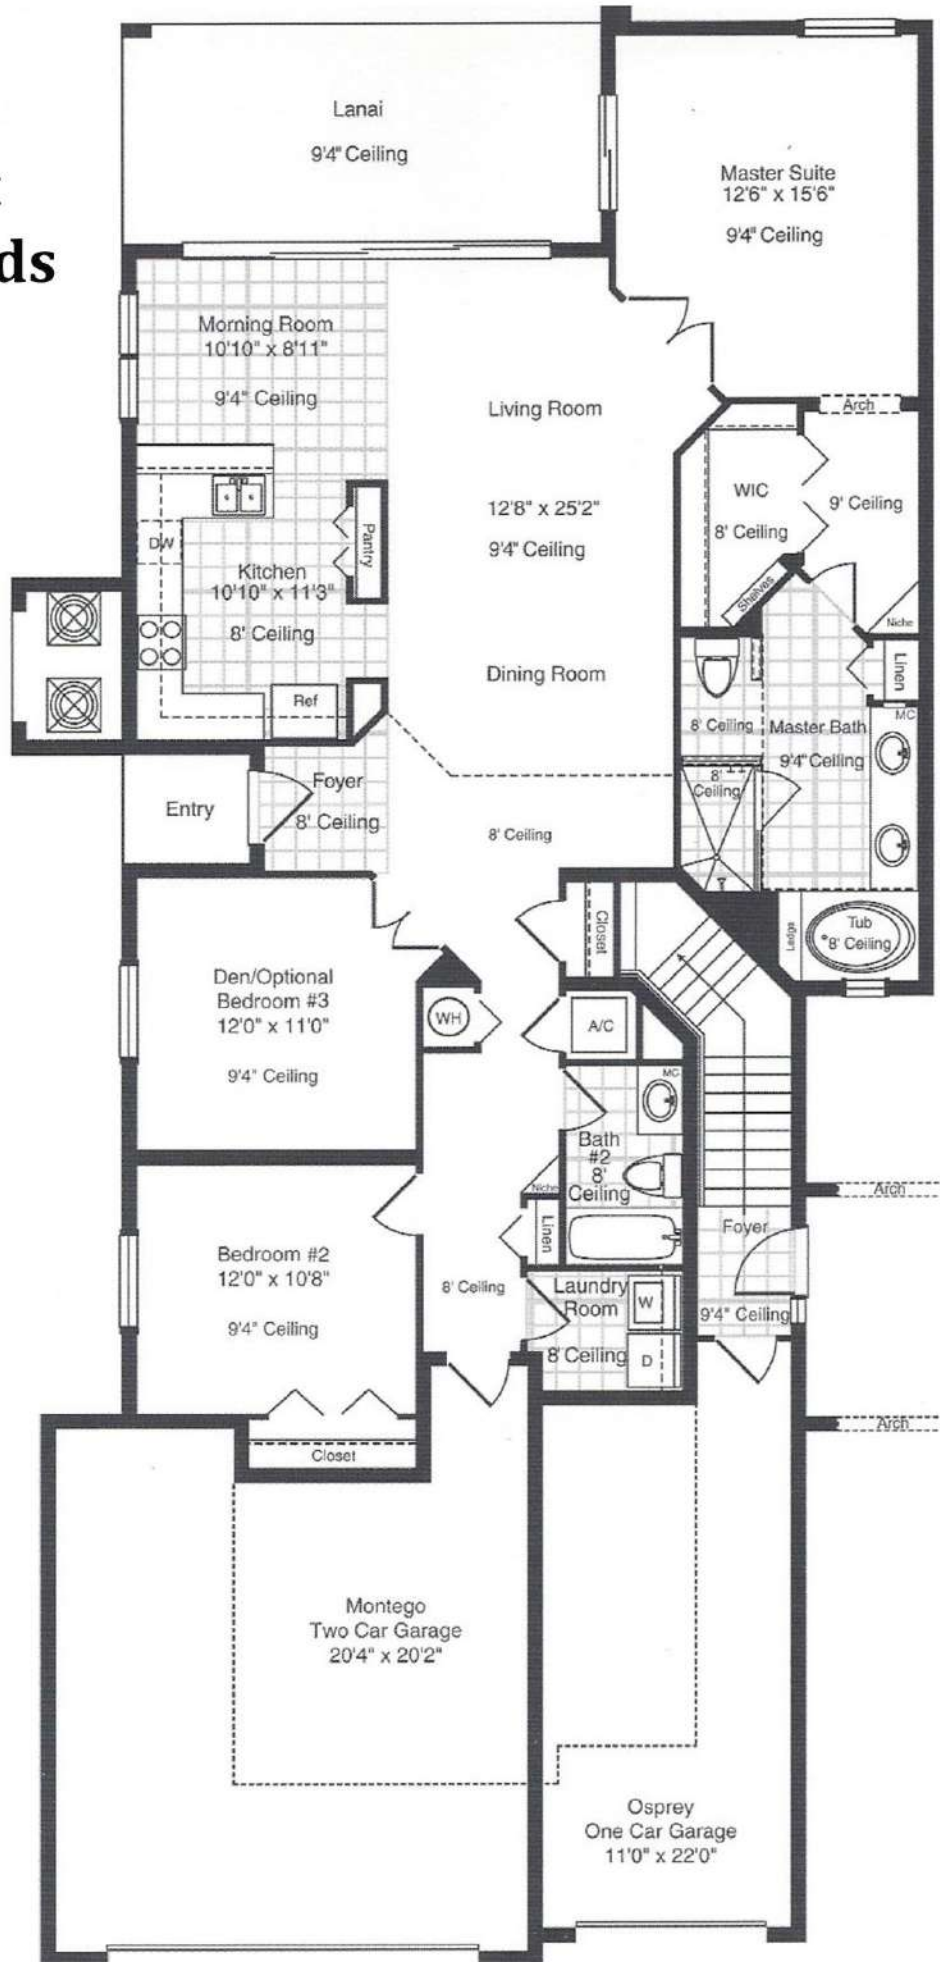 ds
Lanai
9'4" Ceiling
Master Suite
12'6" x 15'6"
9'4" Ceiling
Morning Room
10'10" x 8'11"
9'4" Ceiling
Living Room
12'8" x 25'2"
9'4" Ceiling
Dining Room
Arch
WIC
8' Ceiling
9' Ceiling
Shelves
Niche
Linen
MC
DW
Pantry
Kitchen
10'10" x 11'3"
8' Ceiling
Ref
8' Ceiling
Master Bath
9'4" Ceiling
8'
Ceiling
Entry
Foyer
8' Ceiling
8' Ceiling
Closet
Ledge
Tub
8' Ceiling
Den/Optional
Bedroom #3
12'0" x 11'0"
9'4" Ceiling
WH
A/C
MC
Bath
#2
8'
Ceiling
Niche
Linen
Arch
Foyer
9'4" Ceiling
Bedroom #2
12'0" x 10'8"
9'4" Ceiling
8' Ceiling
Laundry
Room
8' Ceiling
W
D
Closet
Arch
Montego
Two Car Garage
20'4" x 20'2"
Osprey
One Car Garage
11'0" x 22'0"